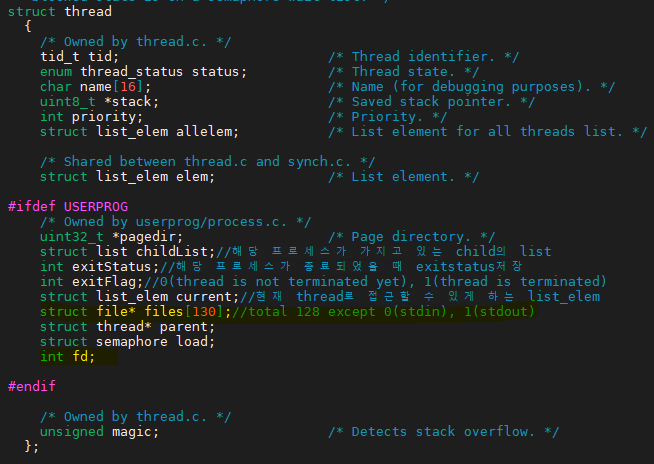 struct thread
{
/* Owned by thread.c. */
tid_t tid; /* Thread identifier. */
enum thread_status status; /* Thread state. */
char name[16]; /* Name (for debugging purposes). */
uint8_t *stack; /* Saved stack pointer. */
int priority; /* Priority. */
struct list_elem allelem; /* List element for all threads list. */
/* Shared between thread.c and synch.c. */
struct list_elem elem; /* List element. */
#ifdef USERPROG
/* Owned by userprog/process.c. */
uint32_t *pagedir; /* Page directory. */
struct list childList;//해당 프로세스가 가지고 있는 child의 list
int exitStatus;//해당 프로세스가 종료되었을 때 exitstatus저장
int exitFlag;//0(thread is not terminated yet), 1(thread is terminated)
struct list_elem current;//현재 thread로 접근할 수 있게 하는 list_elem
struct file* files[130];//total 128 except 0(stdin), 1(stdout)
struct thread* parent;
struct semaphore load;
int fd;
#endif
/* Owned by thread.c. */
unsigned magic; /* Detects stack overflow. */
};